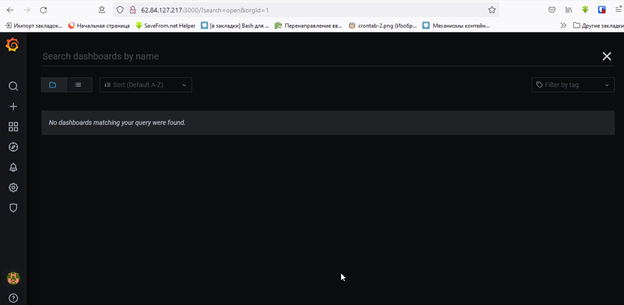 62.84.127.217:3000/?search=open&orgId=1
Импорт закладок... Начальная страница SaveFrom.net Helper [в закладки] Bash для ... Перенаправление вв... crontab-2.png (Изобр... Механизмы контейн... Другие закладки
Search dashboards by name
Sort (Default A-Z) Filter by tag
No dashboards matching your query were found.